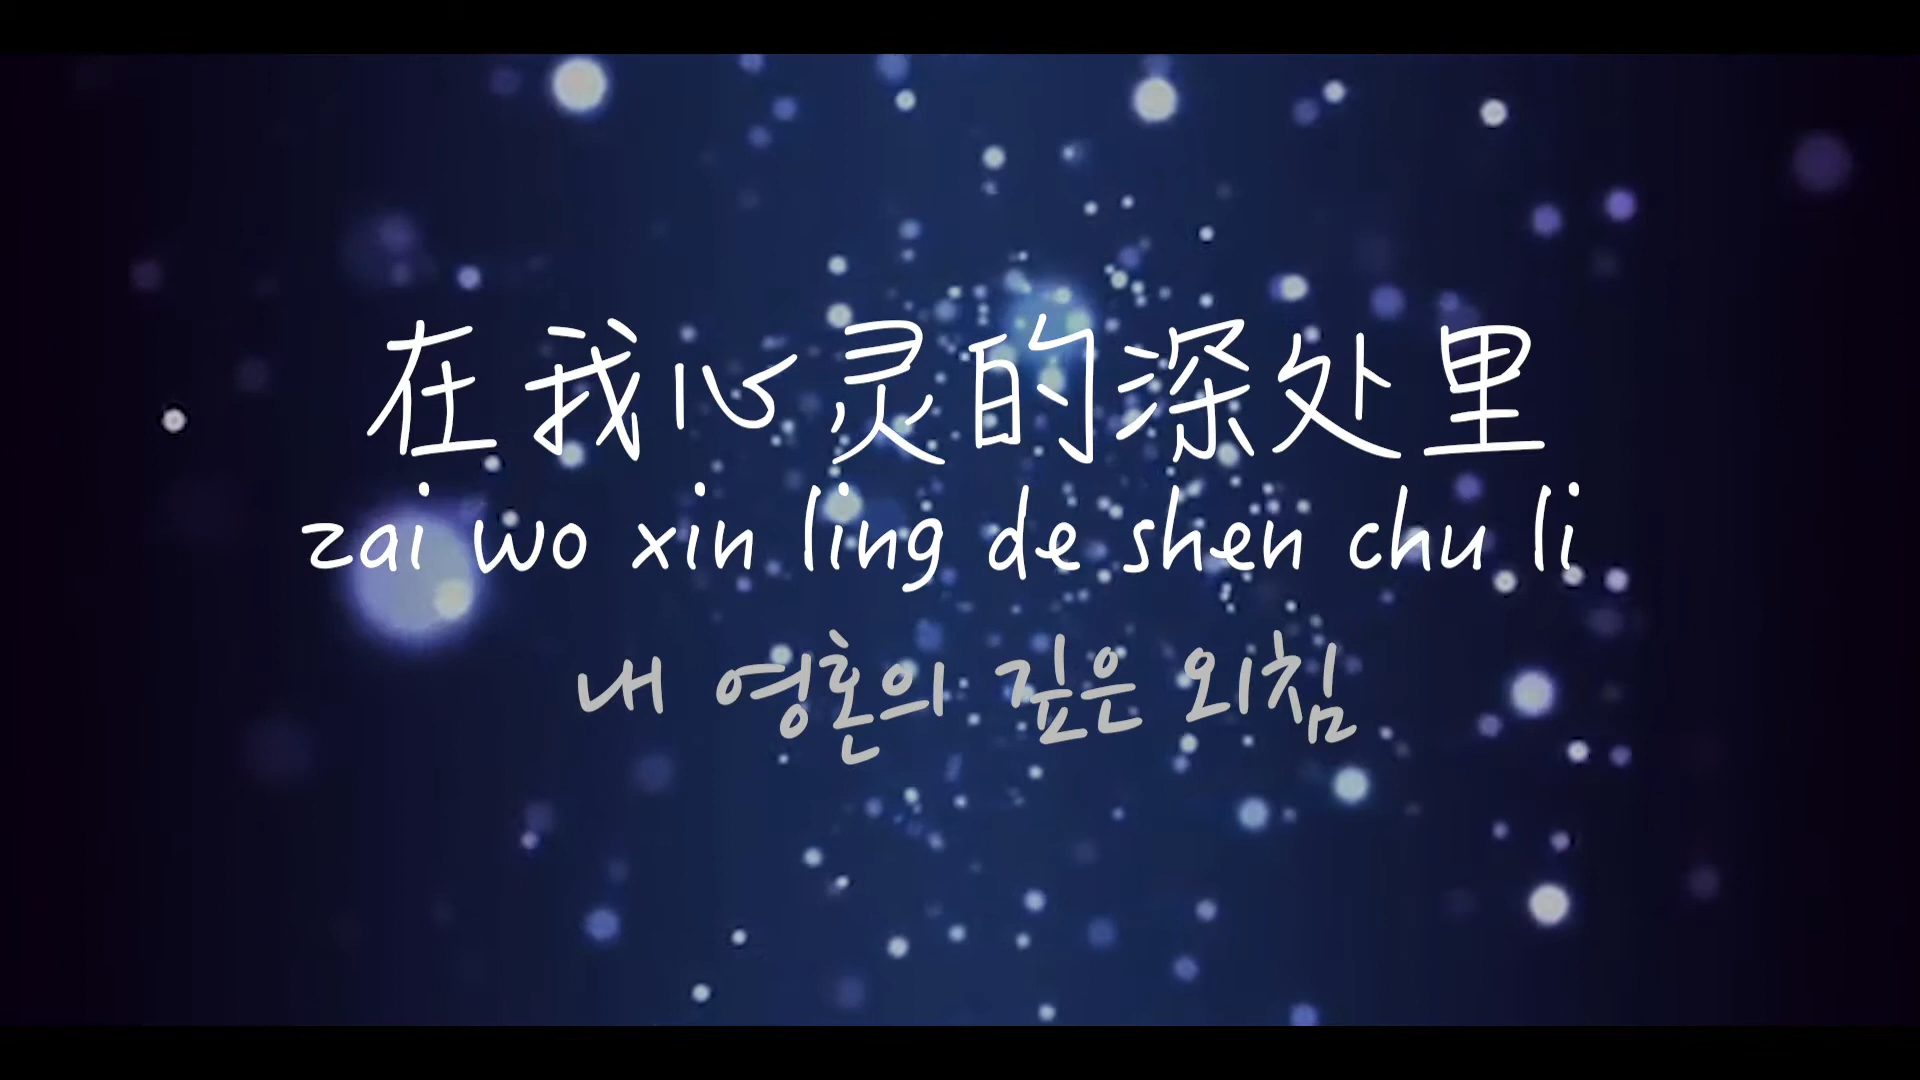 在我心灵的深处里
zai wo xin ling de shen chu li
내 영혼의 깊은 외침